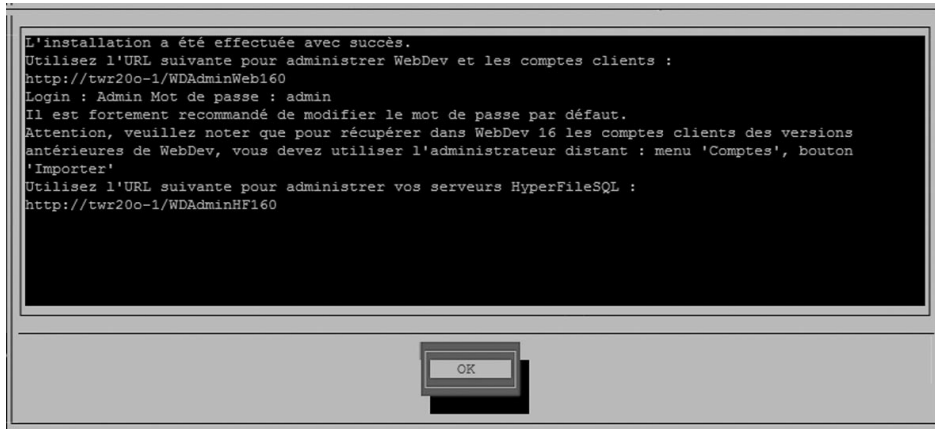 L'installation a été effectuée avec succès.
Utilisez l'URL suivante pour administrer WebDev et les comptes clients :
http://twr20o-1/WDAdminWeb160
Login : Admin Mot de passe : admin
Il est fortement recommandé de modifier le mot de passe par défaut.
Attention, veuillez noter que pour récupérer dans WebDev 16 les comptes clients des versions
antérieures de WebDev, vous devez utiliser l'administrateur distant : menu 'Comptes', bouton
'Importer'
Utilisez l'URL suivante pour administrer vos serveurs HyperFileSQL :
http://twr20o-1/WDAdminHF160
OK